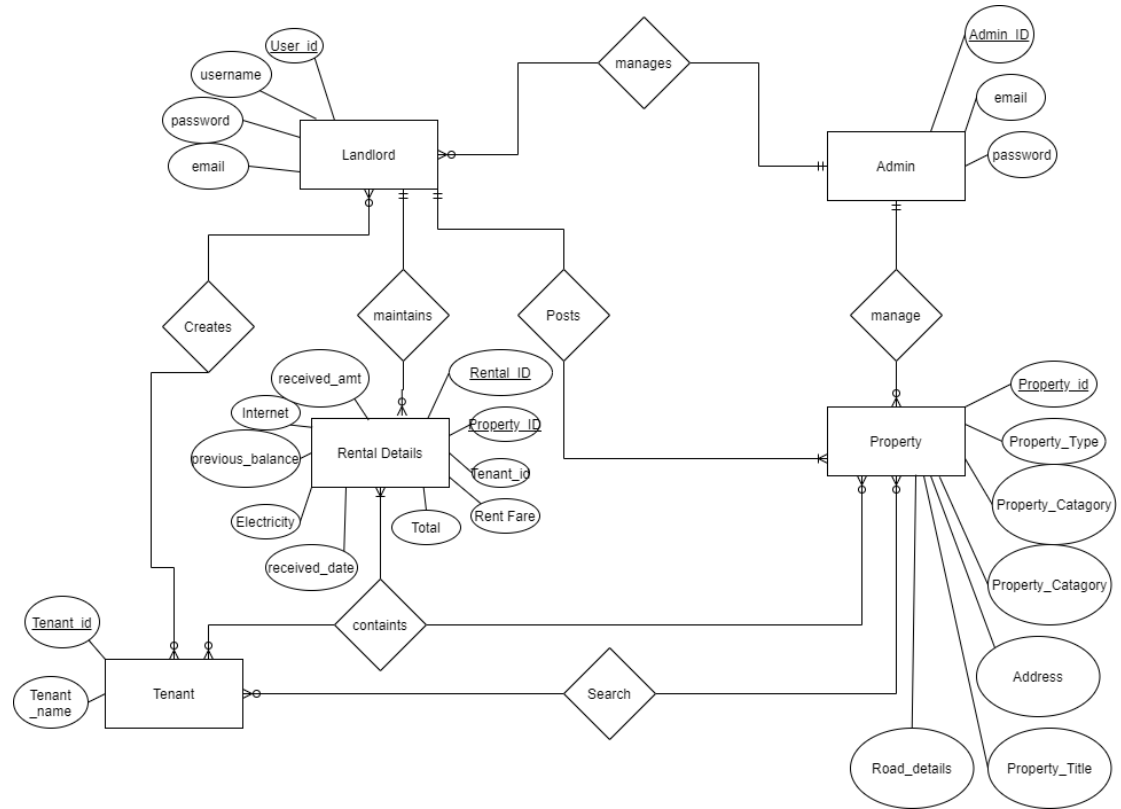 User_id
Admin_ID
manages
username
email
password
Landlord
Admin
password
email
Creates
maintains
Posts
manage
received_amt
Rental_ID
Property_id
Internet
Property_ID
Property
Property_Type
Rental Details
previous_balance
Tenant_id
Property_Catagory
Electricity
Total
Rent Fare
received_date
Property_Catagory
Tenant_id
containts
Address
Tenant
Search
Tenant
_name
Road_details
Property_Title